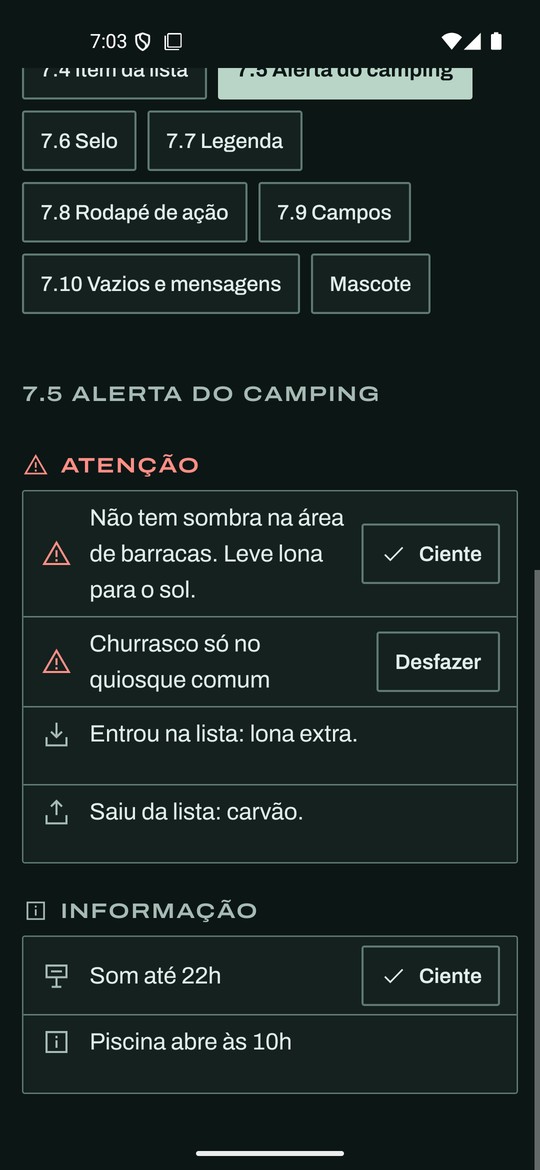 7:03
7.4 Item da lista
7.5 Alerta do camping
7.6 Selo
7.7 Legenda
7.8 Rodapé de ação
7.9 Campos
7.10 Vazios e mensagens
Mascote
7.5 ALERTA DO CAMPING
ATENÇÃO
Não tem sombra na área
de barracas. Leve lona
para o sol.
Ciente
Churrasco só no
quiosque comum
Desfazer
Entrou na lista: lona extra.
Saiu da lista: carvão.
INFORMAÇÃO
Som até 22h
Ciente
Piscina abre às 10h